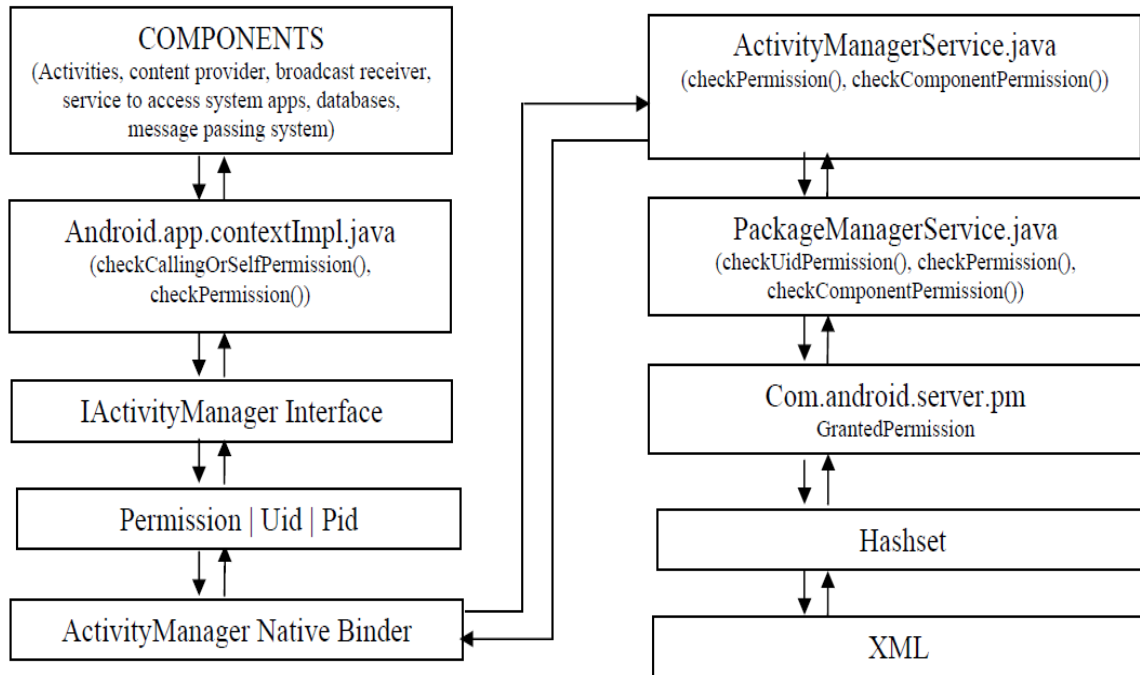 COMPONENTS
(Activities, content provider, broadcast receiver,
service to access system apps, databases,
message passing system)
Android.app.contextImpl.java
(checkCallingOrSelfPermission(),
checkPermission())
IActivityManager Interface
Permission | Uid | Pid
ActivityManager Native Binder
ActivityManagerService.java
(checkPermission(), checkComponentPermission())
PackageManagerService.java
(checkUidPermission(), checkPermission(),
checkComponentPermission())
Com.android.server.pm
GrantedPermission
Hashset
XML